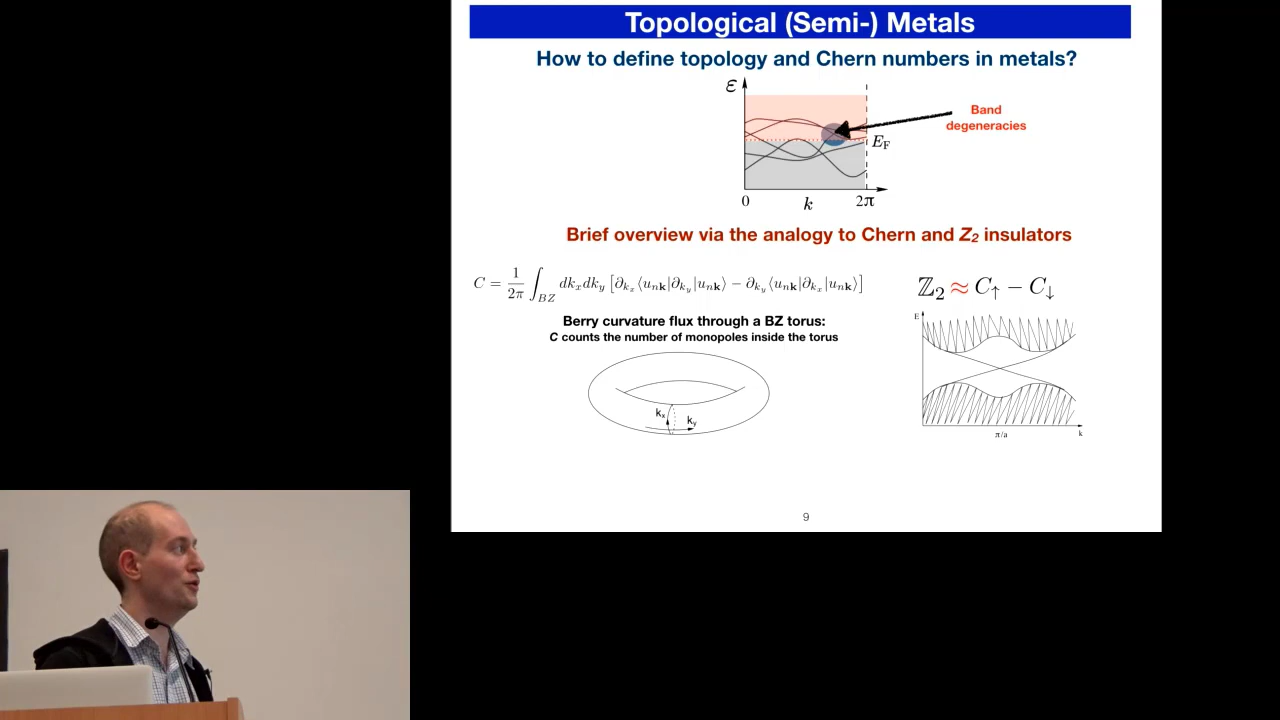 Topological (Semi-) Metals
How to define topology and Chern numbers in metals?
ε
Band
degeneracies
E_F
0
k
2π
Brief overview via the analogy to Chern and Z₂ insulators
C = \frac{1}{2π} ∫_{BZ} dk_x dk_y [∂_{k_x}⟨u_{n𝐤}|∂_{k_y}|u_{n𝐤}⟩ − ∂_{k_y}⟨u_{n𝐤}|∂_{k_x}|u_{n𝐤}⟩]
ℤ₂ ≈ C↑ − C↓
Berry curvature flux through a BZ torus:
C counts the number of monopoles inside the torus
k_x
k_y
E
π/a
k
9